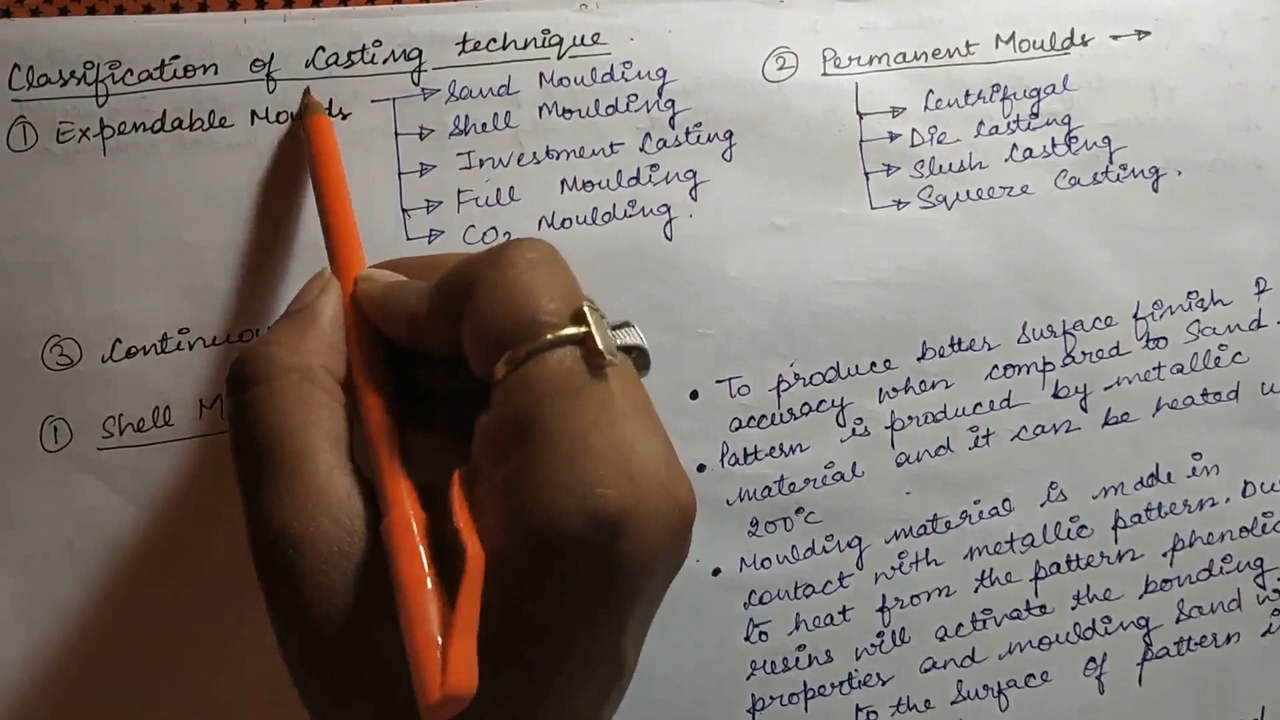 Classification of Casting technique.
① Expendable Moulds
Sand Moulding
Shell Moulding
Investment Casting
Full Moulding
CO2 Moulding.
② Permanent Moulds →
Centrifugal
Die Casting
Slush Casting
Squeeze Casting.
③
① Shell
• To produce better surface finish &
accuracy when compared to Sand.
• Pattern is produced by metallic
material and it can be heated
200°C
• Moulding material is made in
contact with metallic pattern.
to heat from the pattern phenolic
resins will activate the bonding
properties and moulding Sand
to the Surface of pattern